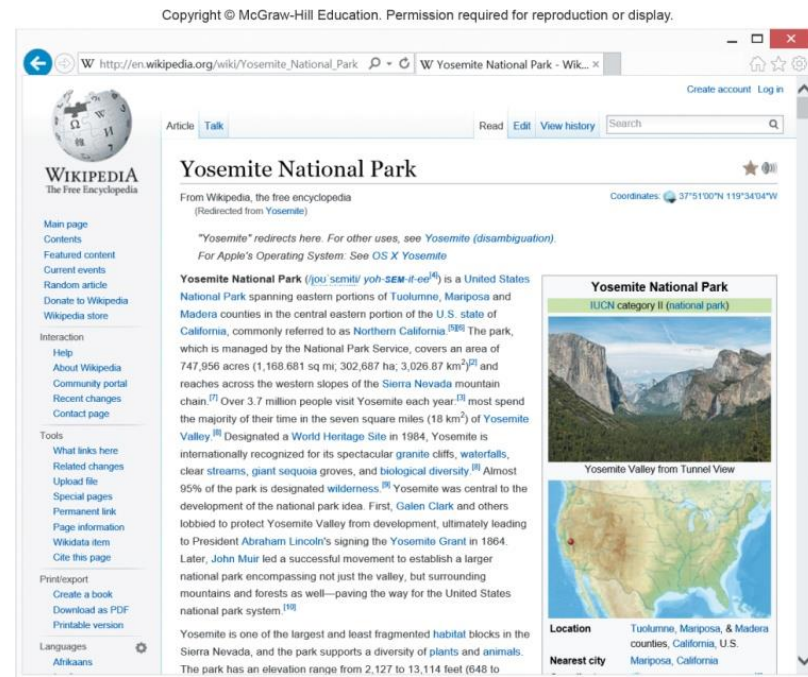 Copyright © McGraw-Hill Education. Permission required for reproduction or display.
http://en.wikipedia.org/wiki/Yosemite_National_Park
W Yosemite National Park - Wik... ×
Create account Log in
WIKIPEDIA
The Free Encyclopedia
Article Talk
Read Edit View history Search
Yosemite National Park
From Wikipedia, the free encyclopedia
(Redirected from Yosemite)
Coordinates: 37°51′00″N 119°34′04″W
"Yosemite" redirects here. For other uses, see Yosemite (disambiguation).
For Apple's Operating System: See OS X Yosemite
Yosemite National Park (/joʊˈsɛmɨti/ yoh-SEM-it-ee[4]) is a United States
National Park spanning eastern portions of Tuolumne, Mariposa and
Madera counties in the central eastern portion of the U.S. state of
California, commonly referred to as Northern California.[5][6] The park,
which is managed by the National Park Service, covers an area of
747,956 acres (1,168.681 sq mi; 302,687 ha; 3,026.87 km²)[2] and
reaches across the western slopes of the Sierra Nevada mountain
chain.[7] Over 3.7 million people visit Yosemite each year:[3] most spend
the majority of their time in the seven square miles (18 km²) of Yosemite
Valley.[8] Designated a World Heritage Site in 1984, Yosemite is
internationally recognized for its spectacular granite cliffs, waterfalls,
clear streams, giant sequoia groves, and biological diversity.[8] Almost
95% of the park is designated wilderness.[9] Yosemite was central to the
development of the national park idea. First, Galen Clark and others
lobbied to protect Yosemite Valley from development, ultimately leading
to President Abraham Lincoln's signing the Yosemite Grant in 1864.
Later, John Muir led a successful movement to establish a larger
national park encompassing not just the valley, but surrounding
mountains and forests as well—paving the way for the United States
national park system.[10]
Yosemite is one of the largest and least fragmented habitat blocks in the
Sierra Nevada, and the park supports a diversity of plants and animals.
The park has an elevation range from 2,127 to 13,114 feet (648 to
Main page
Contents
Featured content
Current events
Random article
Donate to Wikipedia
Wikipedia store
Interaction
Help
About Wikipedia
Community portal
Recent changes
Contact page
Tools
What links here
Related changes
Upload file
Special pages
Permanent link
Page information
Wikidata item
Cite this page
Print/export
Create a book
Download as PDF
Printable version
Languages
Afrikaans
Yosemite National Park
IUCN category II (national park)
Yosemite Valley from Tunnel View
Location Tuolumne, Mariposa, & Madera
counties, California, U.S.
Nearest city Mariposa, California